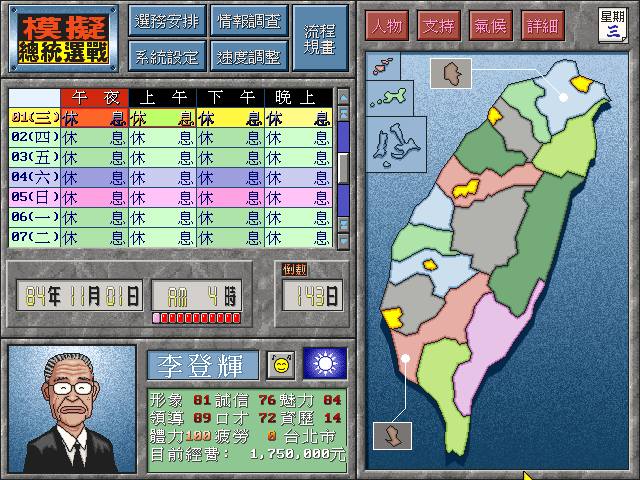 模擬
總統選戰
選務安排 情報調查 流程規畫
系統設定 速度調整
人物 支持 氣候 詳細
星期三
午夜 上午 下午 晚上
01(三) 休息 休息 休息 休息
02(四) 休息 休息 休息 休息
03(五) 休息 休息 休息 休息
04(六) 休息 休息 休息 休息
05(日) 休息 休息 休息 休息
06(一) 休息 休息 休息 休息
07(二) 休息 休息 休息 休息
倒數
84年11月01日 AM 4時 143日
李登輝
形象 81 誠信 76 魅力 84
領導 89 口才 72 資歷 14
體力100 疲勞 0 台北市
目前經費: 1,750,000元